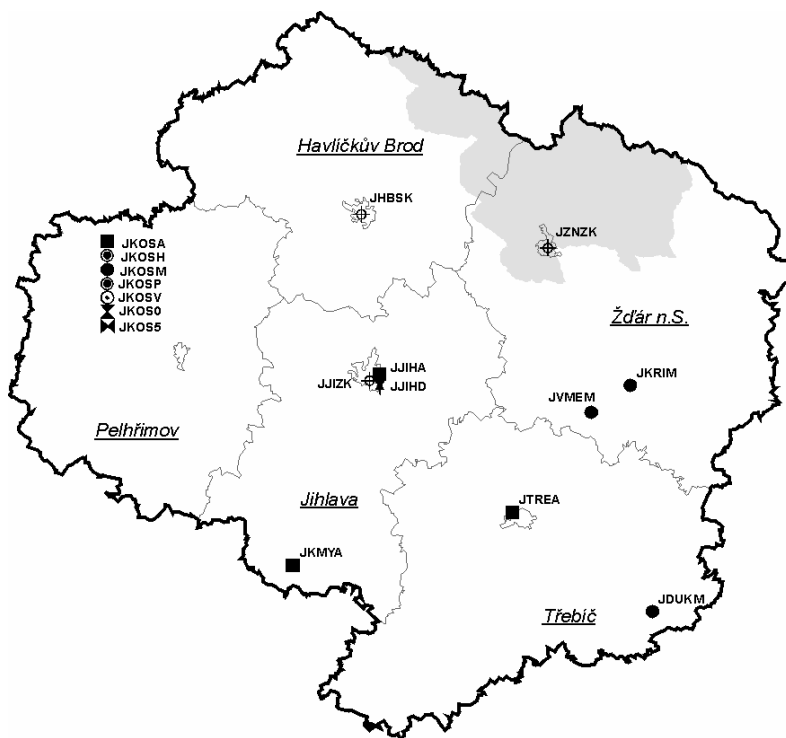 Havlíčkův Brod
JHBSK
JZNZK
JKOSA
JKOSH
JKOSM
JKOSP
JKOSV
JKOS0
JKOS5
Žďár n.S.
JJIHA
JJIZK
JJIHD
JKRIM
JVMEM
Pelhřimov
Jihlava
JTREA
JKMYA
JDUKM
Třebíč